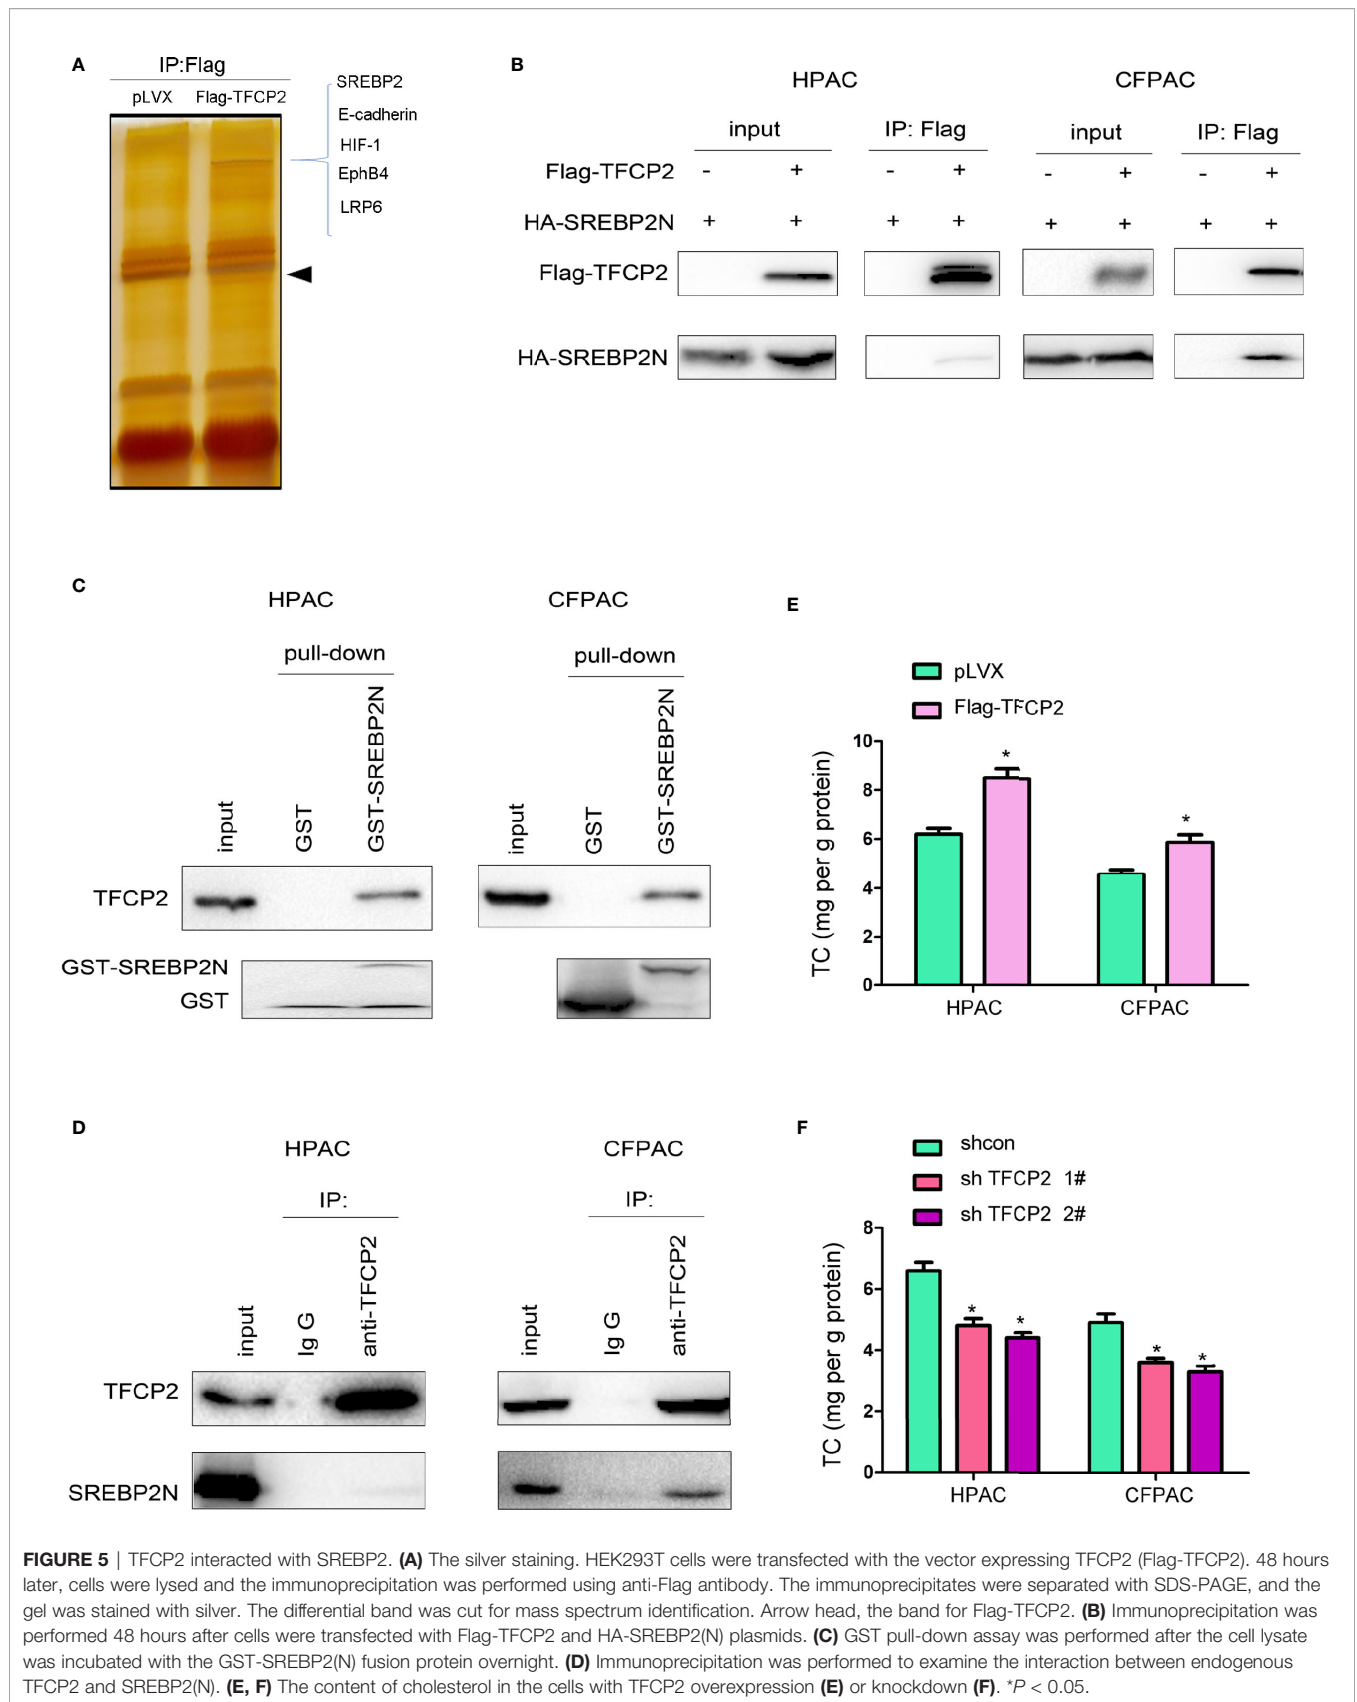 A
IP:Flag
pLVX Flag-TFCP2
SREBP2
E-cadherin
HIF-1
EphB4
LRP6
B
HPAC CFPAC
input IP: Flag input IP: Flag
Flag-TFCP2 - + - + - + - +
HA-SREBP2N + + + + + + + +
Flag-TFCP2
HA-SREBP2N
C
HPAC CFPAC
pull-down pull-down
input GST GST-SREBP2N input GST GST-SREBP2N
TFCP2
GST-SREBP2N
GST
D
HPAC CFPAC
IP: IP:
input Ig G anti-TFCP2 input Ig G anti-TFCP2
TFCP2
SREBP2N
E
pLVX
Flag-TFCP2
TC (mg per g protein)
10
8
6
4
2
0
* *
HPAC CFPAC
F
shcon
sh TFCP2 1#
sh TFCP2 2#
TC (mg per g protein)
8
6
4
2
0
* * * *
HPAC CFPAC
FIGURE 5 | TFCP2 interacted with SREBP2. (A) The silver staining. HEK293T cells were transfected with the vector expressing TFCP2 (Flag-TFCP2). 48 hours
later, cells were lysed and the immunoprecipitation was performed using anti-Flag antibody. The immunoprecipitates were separated with SDS-PAGE, and the
gel was stained with silver. The differential band was cut for mass spectrum identification. Arrow head, the band for Flag-TFCP2. (B) Immunoprecipitation was
performed 48 hours after cells were transfected with Flag-TFCP2 and HA-SREBP2(N) plasmids. (C) GST pull-down assay was performed after the cell lysate
was incubated with the GST-SREBP2(N) fusion protein overnight. (D) Immunoprecipitation was performed to examine the interaction between endogenous
TFCP2 and SREBP2(N). (E, F) The content of cholesterol in the cells with TFCP2 overexpression (E) or knockdown (F). *P < 0.05.